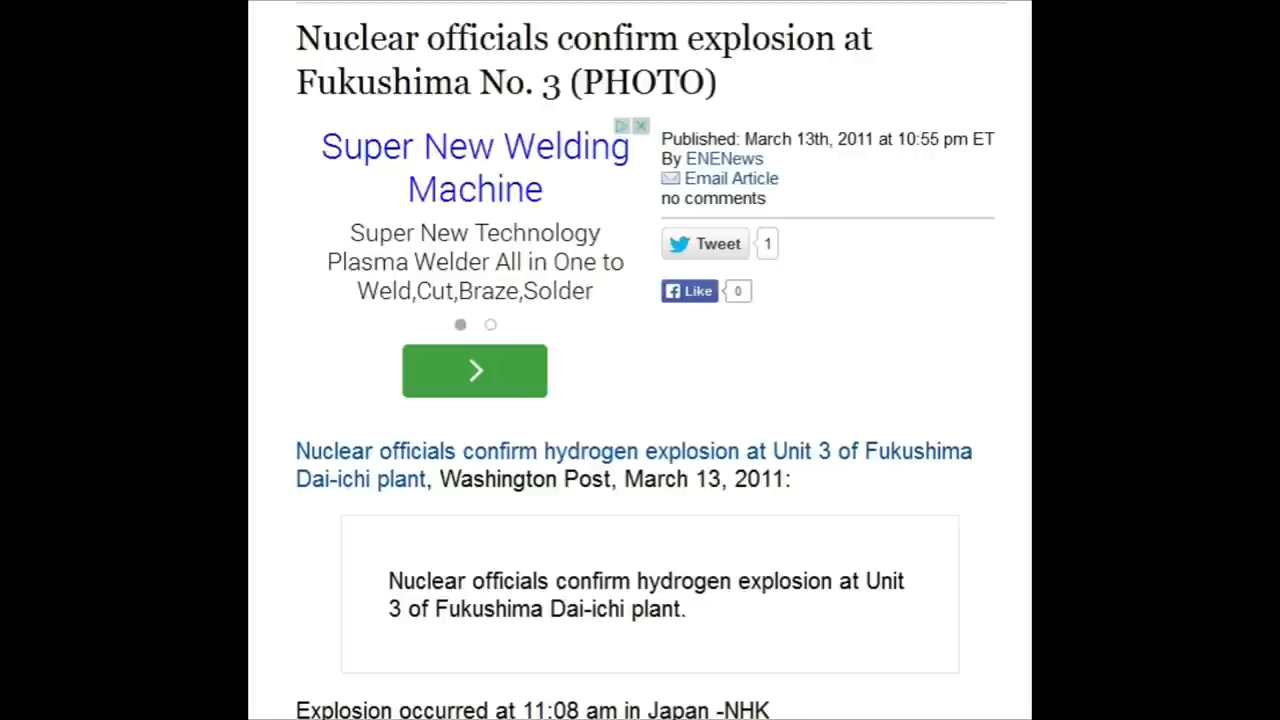 Nuclear officials confirm explosion at
Fukushima No. 3 (PHOTO)
Super New Welding
Machine
Super New Technology
Plasma Welder All in One to
Weld,Cut,Braze,Solder
Published: March 13th, 2011 at 10:55 pm ET
By ENENews
Email Article
no comments
Tweet 1
Like 0
Nuclear officials confirm hydrogen explosion at Unit 3 of Fukushima
Dai-ichi plant, Washington Post, March 13, 2011:
Nuclear officials confirm hydrogen explosion at Unit
3 of Fukushima Dai-ichi plant.
Explosion occurred at 11:08 am in Japan -NHK